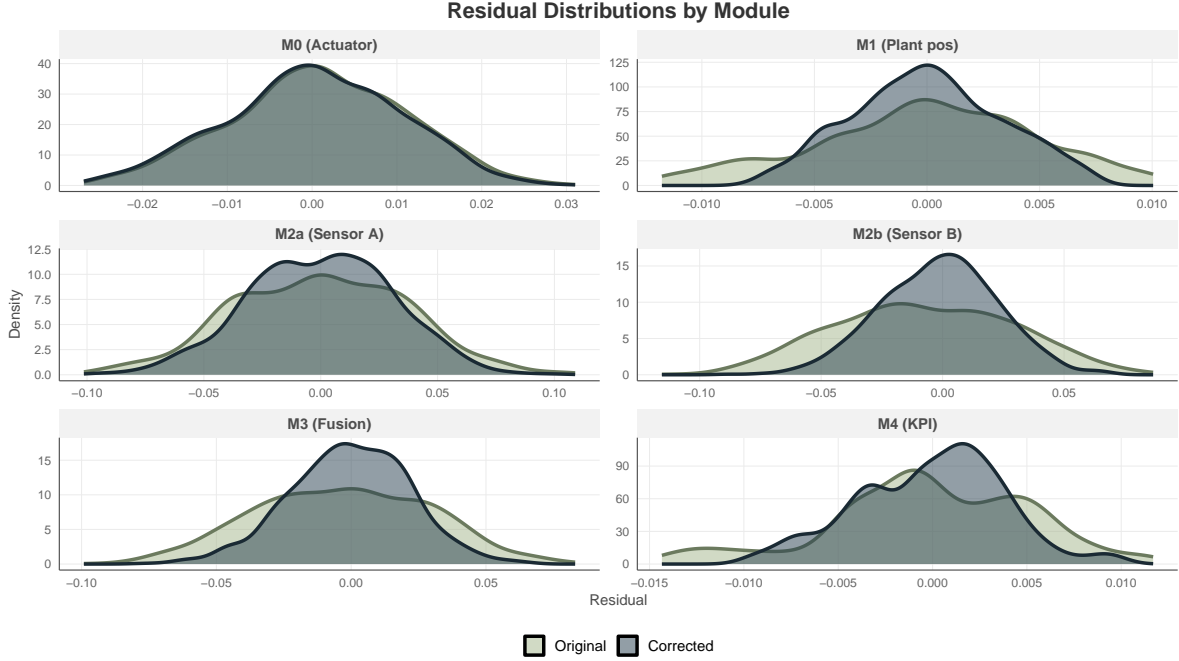 Residual Distributions by Module
M0 (Actuator)
M1 (Plant pos)
40
30
20
10
0
−0.02 −0.01 0.00 0.01 0.02 0.03
125
100
75
50
25
0
−0.010 −0.005 0.000 0.005 0.010
M2a (Sensor A)
M2b (Sensor B)
Density
12.5
10.0
7.5
5.0
2.5
0.0
−0.10 −0.05 0.00 0.05 0.10
15
10
5
0
−0.10 −0.05 0.00 0.05
M3 (Fusion)
M4 (KPI)
15
10
5
0
−0.10 −0.05 0.00 0.05
90
60
30
0
−0.015 −0.010 −0.005 0.000 0.005 0.010
Residual
Original Corrected